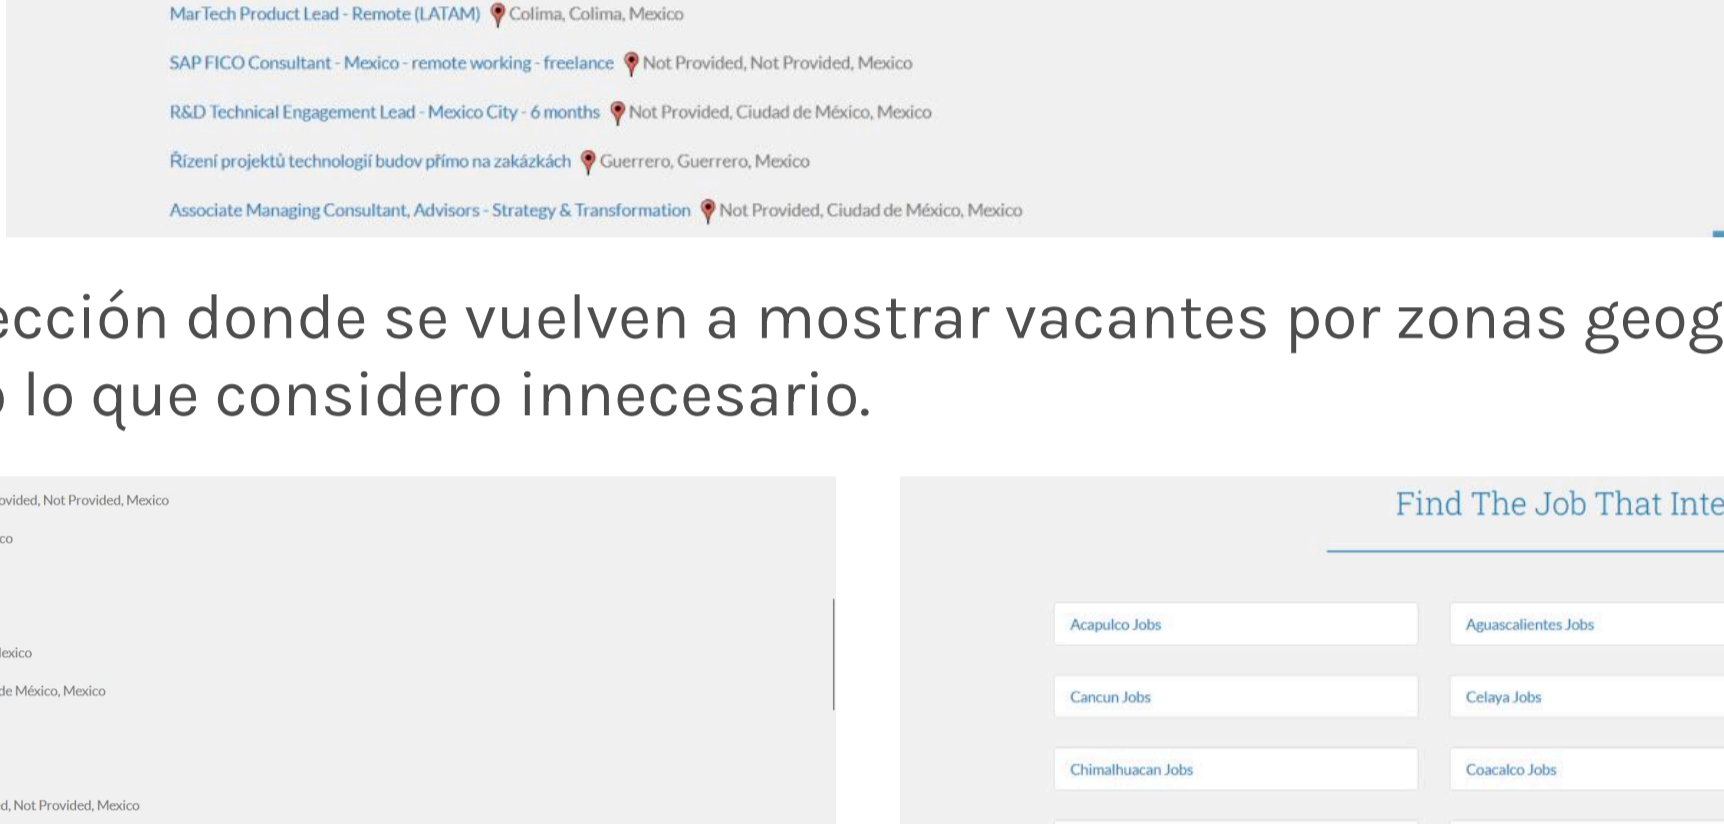 MarTech Product Lead - Remote (LATAM) Colima, Colima, Mexico
SAP FICO Consultant - Mexico - remote working - freelance Not Provided, Not Provided, Mexico
R&D Technical Engagement Lead - Mexico City - 6 months Not Provided, Ciudad de México, Mexico
Řízení projektů technologií budov přímo na zakázkách Guerrero, Guerrero, Mexico
Associate Managing Consultant, Advisors - Strategy & Transformation Not Provided, Ciudad de México, Mexico
ección donde se vuelven a mostrar vacantes por zonas geog
o lo que considero innecesario.
ovided, Not Provided, Mexico
co
exico
de México, Mexico
d, Not Provided, Mexico
Find The Job That Inte
Acapulco Jobs
Aguascalientes Jobs
Cancun Jobs
Celaya Jobs
Chimalhuacan Jobs
Coacalco Jobs